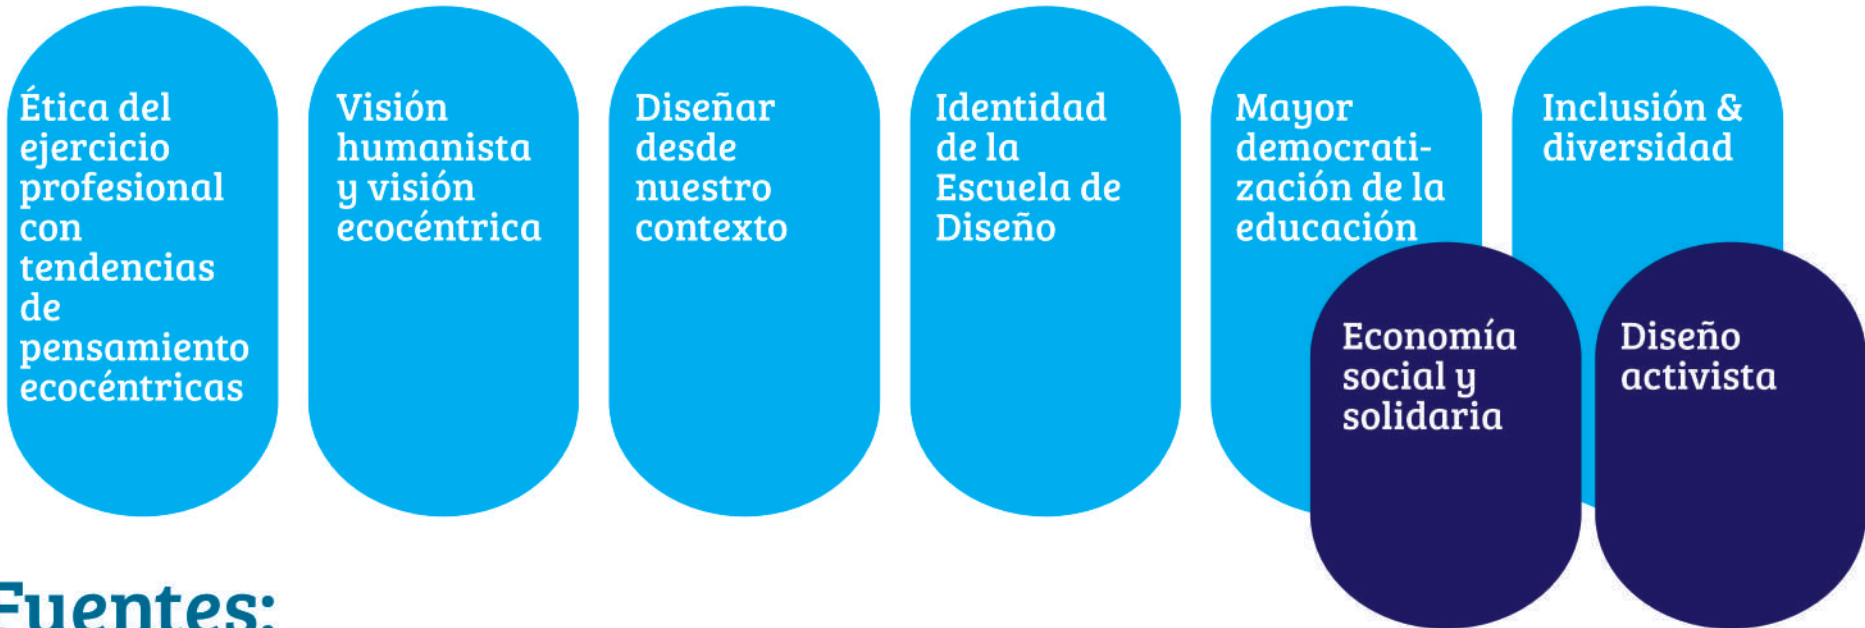 Ética del
ejercicio
profesional
con
tendencias
de
pensamiento
ecocéntricas
Visión
humanista
y visión
ecocéntrica
Diseñar
desde
nuestro
contexto
Identidad
de la
Escuela de
Diseño
Mayor
democrati-
zación de la
educación
Inclusión &
diversidad
Economía
social y
solidaria
Diseño
activista
Fuentes: